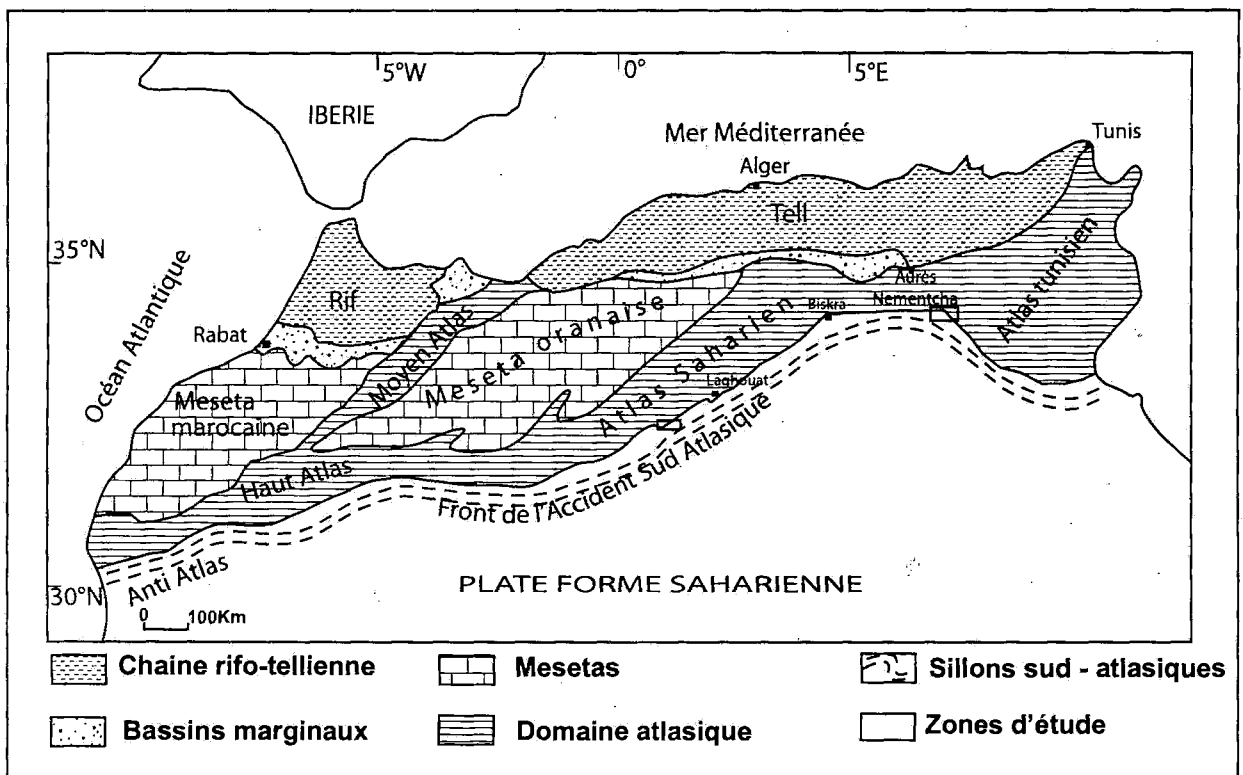 5°W
0°
5°E
IBERIE
Mer Méditerranée
Tunis
Alger
Tell
35°N
Océan Atlantique
Rif
Adrès
Nementcha
Biskra
Atlas tunisien
Rabat
Moyen Atlas
Meseta oranaise
Atlas Saharien
Laghouat
Meseta
marocaine
Haut Atlas
Front de l'Accident Sud Atlasique
Anti Atlas
PLATE FORME SAHARIENNE
30°N
0 100Km
Chaine rifo-tellienne
Mesetas
Sillons sud - atlasiques
Bassins marginaux
Domaine atlasique
Zones d'étude